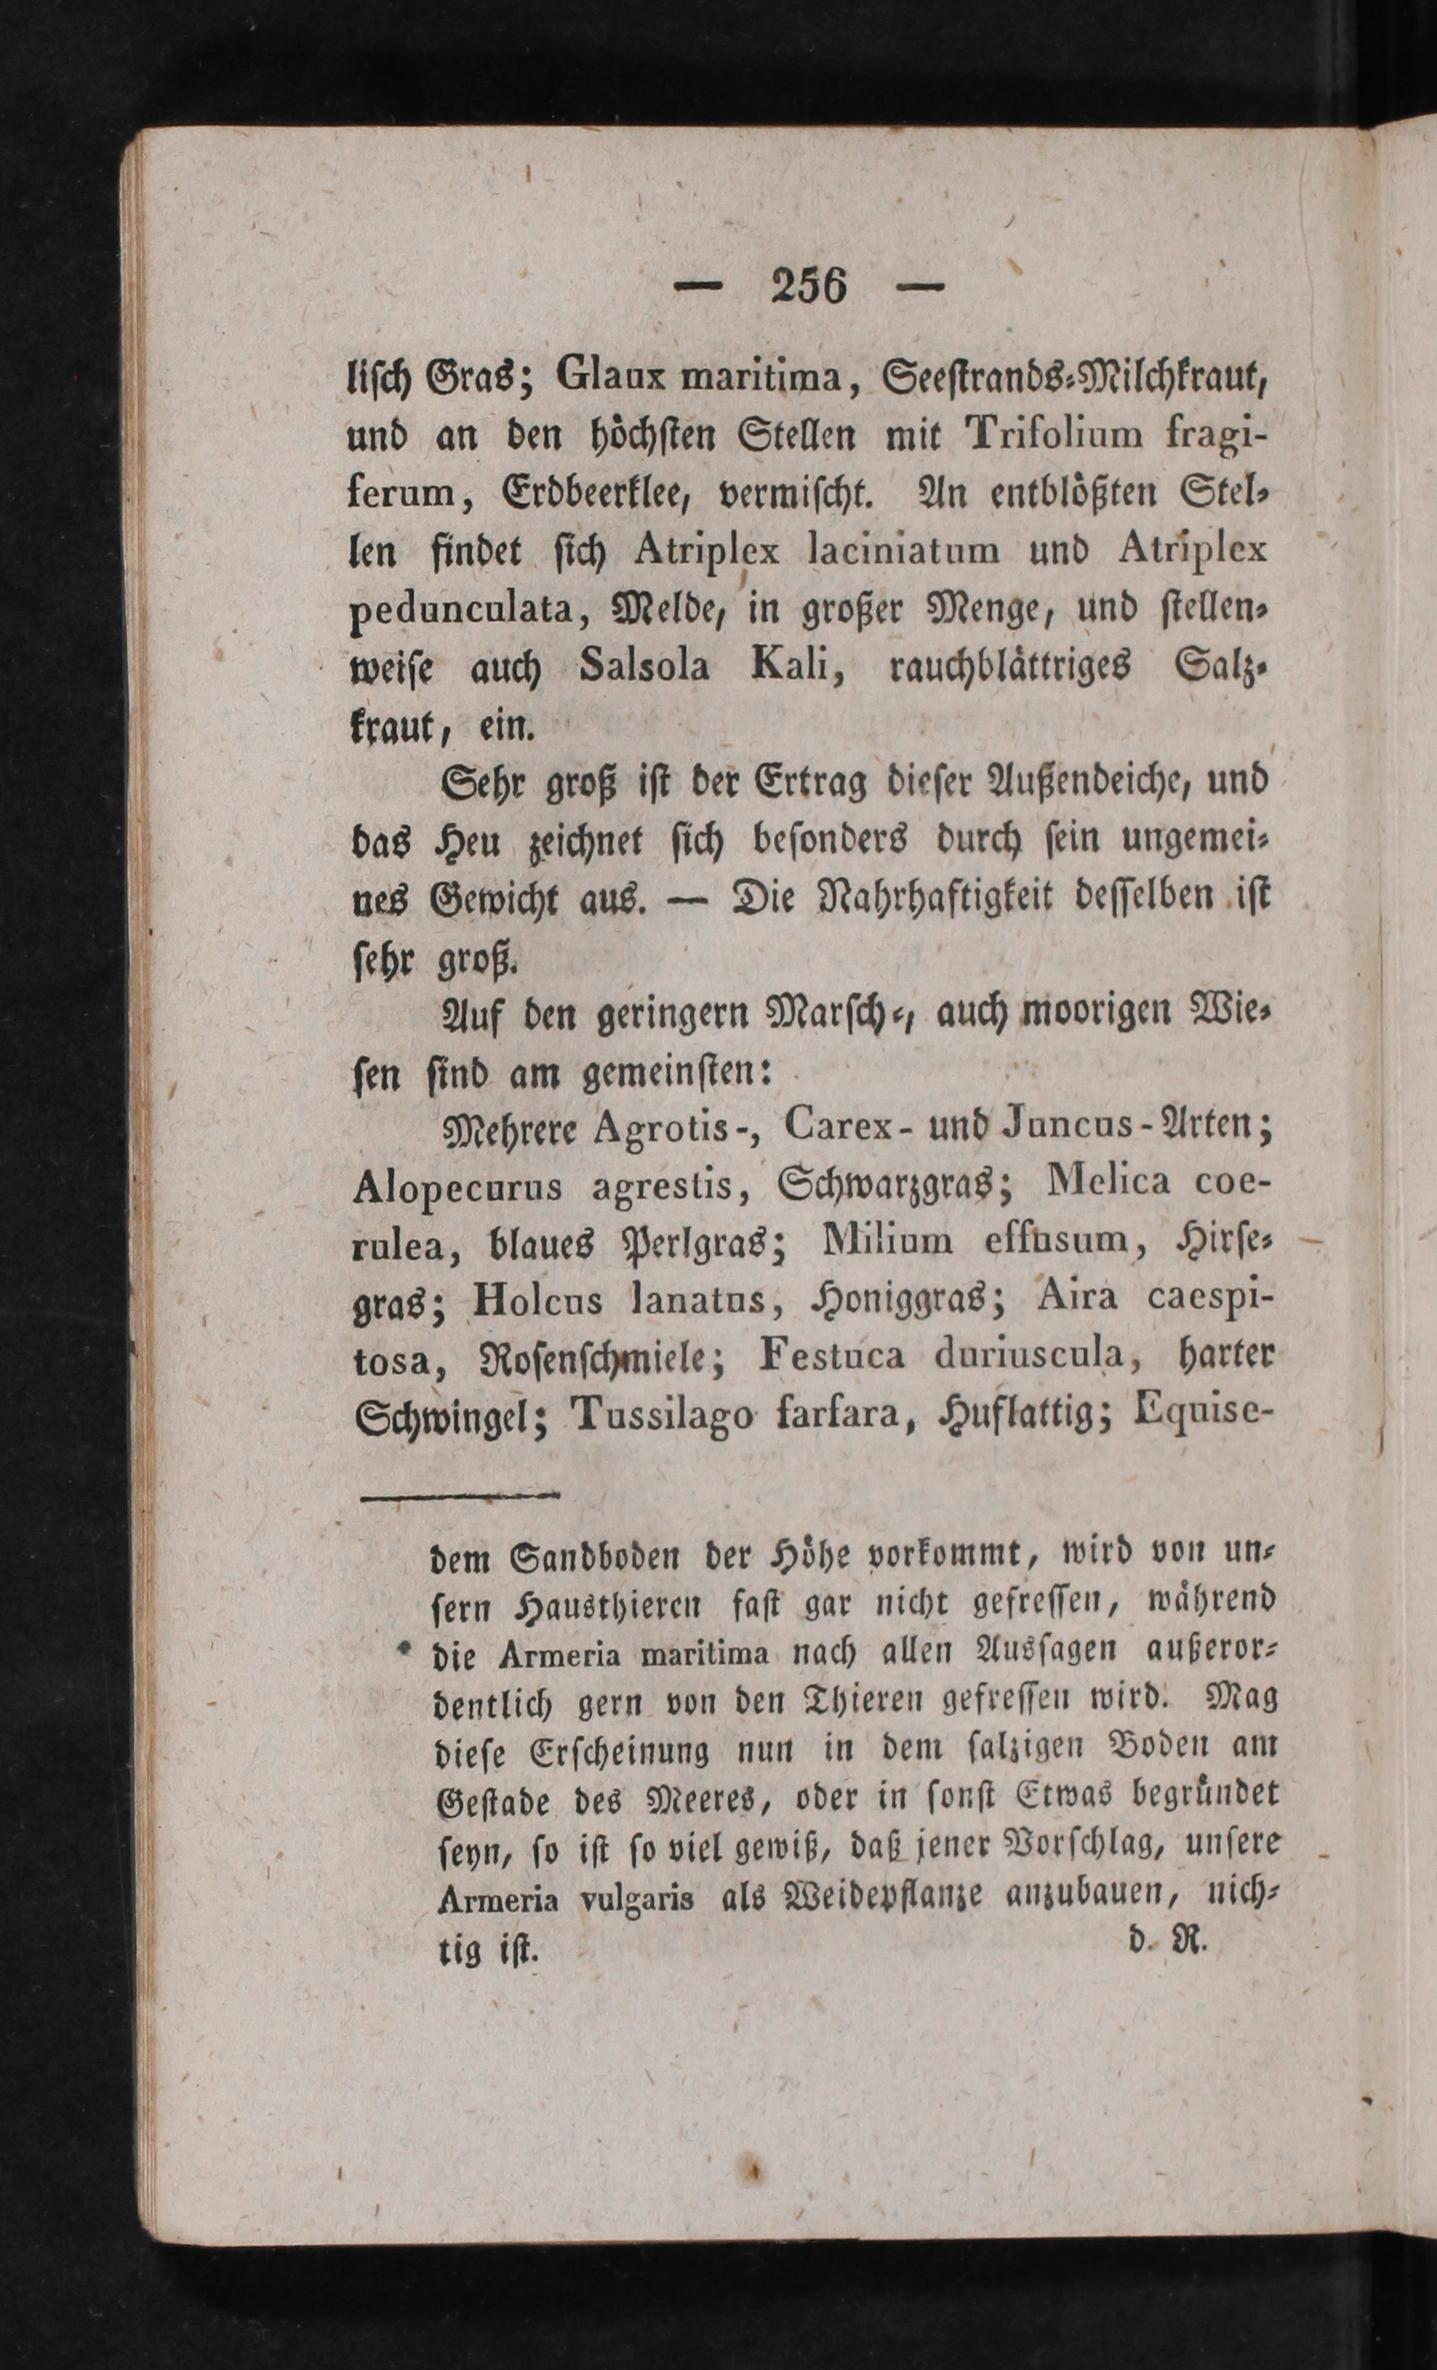 — 256 —
liſch Gras; Glaux maritima, Seeſtrands-Milchkraut,
und an den höchſten Stellen mit Trifolium fragi-
ferum, Erdbeerklee, vermiſcht. An entblößten Stel-
len findet ſich Atriplex laciniatum und Atriplex
pedunculata, Melde, in großer Menge, und ſtellen-
weiſe auch Salsola Kali, rauchblättriges Salz-
kraut, ein.
Sehr groß iſt der Ertrag dieſer Außendeiche, und
das Heu zeichnet ſich beſonders durch ſein ungemei-
nes Gewicht aus. — Die Nahrhaftigkeit deſſelben iſt
ſehr groß.
Auf den geringern Marſch-, auch moorigen Wie-
ſen ſind am gemeinſten:
Mehrere Agrotis-, Carex- und Juncus-Arten;
Alopecurus agrestis, Schwarzgras; Melica coe-
rulea, blaues Perlgras; Milium effusum, Hirſe-
gras; Holcus lanatus, Honiggras; Aira caespi-
tosa, Roſenſchmiele; Festuca duriuscula, harter
Schwingel; Tussilago farfara, Huflattig; Equise-
dem Sandboden der Höhe vorkommt, wird von un-
ſern Hausthieren faſt gar nicht gefreſſen, während
die Armeria maritima nach allen Ausſagen außeror-
dentlich gern von den Thieren gefreſſen wird. Mag
dieſe Erſcheinung nun in dem ſalzigen Boden am
Geſtade des Meeres, oder in ſonſt Etwas begründet
ſeyn, ſo iſt ſo viel gewiß, daß jener Vorſchlag, unſere
Armeria vulgaris als Weidepflanze anzubauen, nich-
tig iſt. d. R.